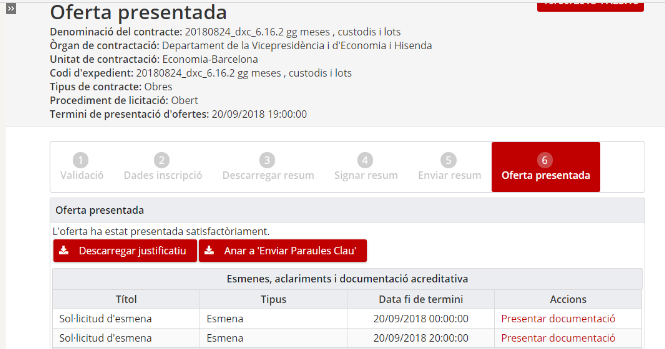 Oferta presentada
Denominació del contracte: 20180824_dxc_6.16.2 gg meses , custodis i lots
Òrgan de contractació: Departament de la Vicepresidència i d'Economia i Hisenda
Unitat de contractació: Economia-Barcelona
Codi d'expedient: 20180824_dxc_6.16.2 gg meses , custodis i lots
Tipus de contracte: Obres
Procediment de licitació: Obert
Termini de presentació d'ofertes: 20/09/2018 19:00:00
1 2 3 4 5 6
Validació Dades inscripció Descarregar resum Signar resum Enviar resum Oferta presentada
Oferta presentada
L'oferta ha estat presentada satisfactòriament.
Descarregar justificatiu Anar a 'Enviar Paraules Clau'
Esmenes, aclariments i documentació acreditativa
Títol Tipus Data fi de termini Accions
Sol·licitud d'esmena Esmena 20/09/2018 00:00:00 Presentar documentació
Sol·licitud d'esmena Esmena 20/09/2018 20:00:00 Presentar documentació